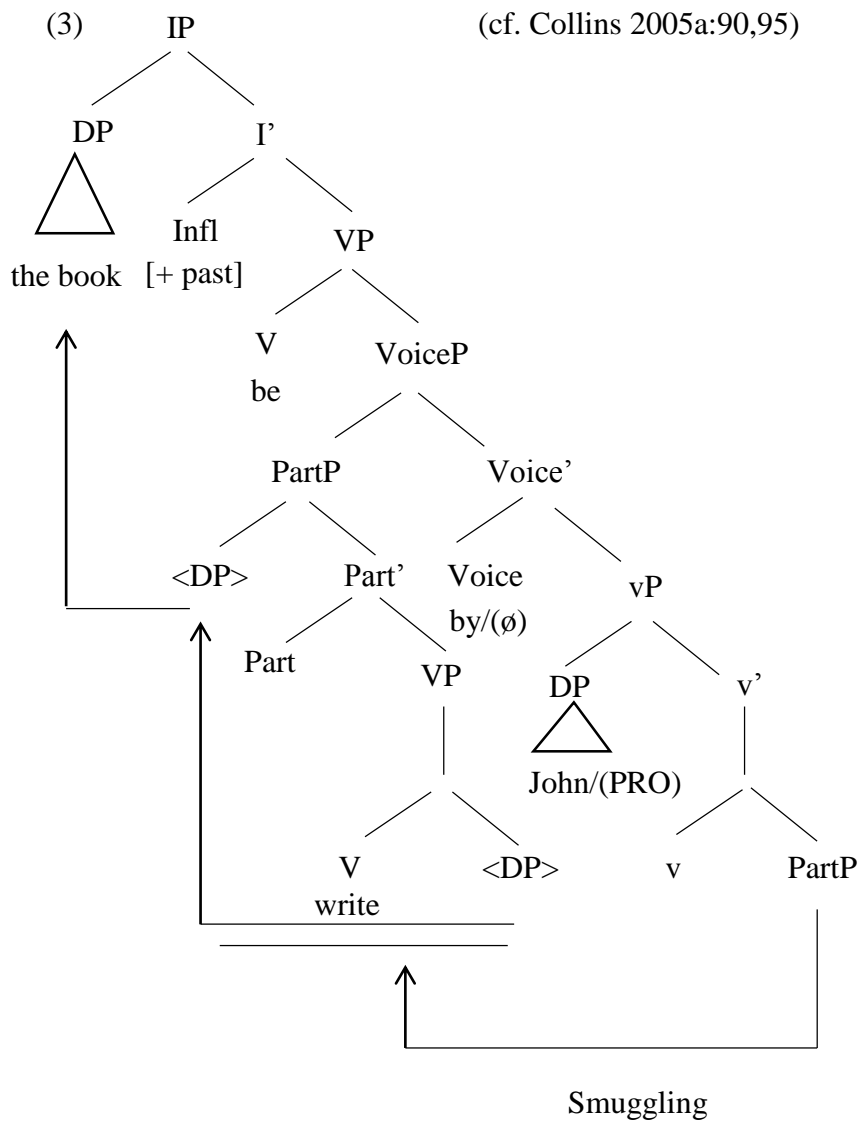 (3) IP (cf. Collins 2005a:90,95)
DP I’
Infl VP
the book [+ past]
V VoiceP
be
PartP Voice’
<DP> Part’ Voice vP
by/(ø)
Part VP DP v’
John/(PRO)
V <DP> v PartP
write
Smuggling